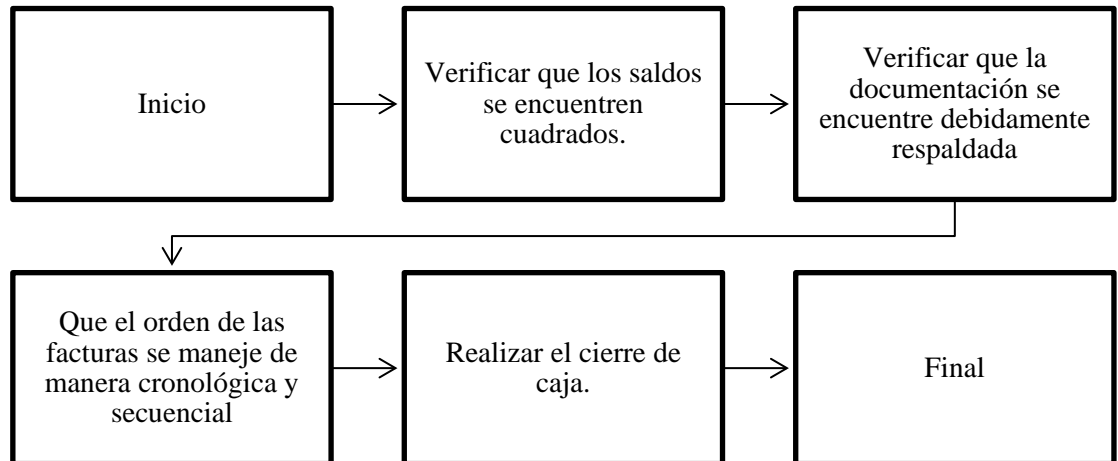 Inicio
Verificar que los saldos
se encuentren
cuadrados.
Verificar que la
documentación se
encuentre debidamente
respaldada
Que el orden de las
facturas se maneje de
manera cronológica y
secuencial
Realizar el cierre de
caja.
Final